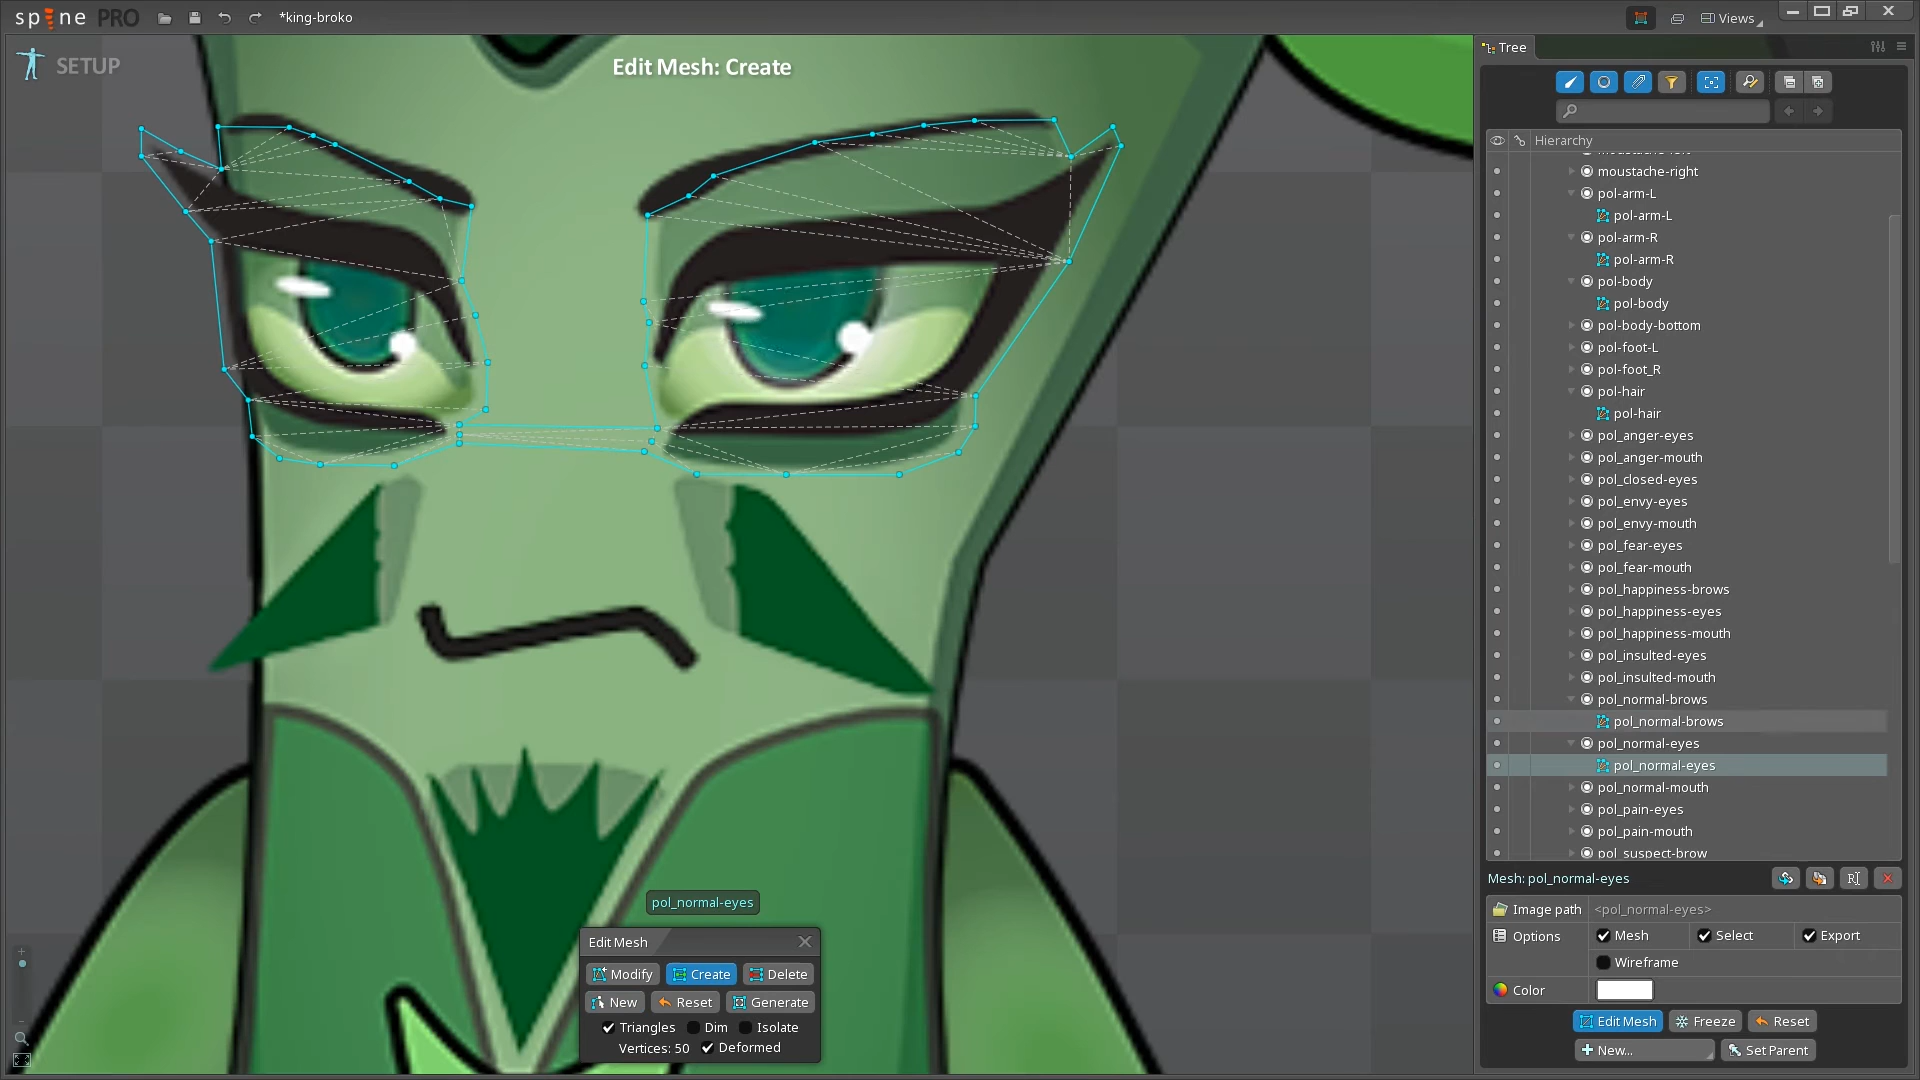 spine PRO
*king-broko
Views
SETUP
Edit Mesh: Create
Tree
Hierarchy
moustache-left
moustache-right
pol-arm-L
pol-arm-L
pol-arm-R
pol-arm-R
pol-body
pol-body
pol-body-bottom
pol-foot-L
pol-foot_R
pol-hair
pol-hair
pol_anger-eyes
pol_anger-mouth
pol_closed-eyes
pol_envy-eyes
pol_envy-mouth
pol_fear-eyes
pol_fear-mouth
pol_happiness-brows
pol_happiness-eyes
pol_happiness-mouth
pol_insulted-eyes
pol_insulted-mouth
pol_normal-brows
pol_normal-brows
pol_normal-eyes
pol_normal-eyes
pol_normal-mouth
pol_pain-eyes
pol_pain-mouth
pol_suspect-brow
Mesh: pol_normal-eyes
Image path <pol_normal-eyes>
Options Mesh Select Export
Wireframe
Color
Edit Mesh Freeze Reset
New... Set Parent
pol_normal-eyes
Edit Mesh
Modify Create Delete
New Reset Generate
Triangles Dim Isolate
Vertices: 50 Deformed